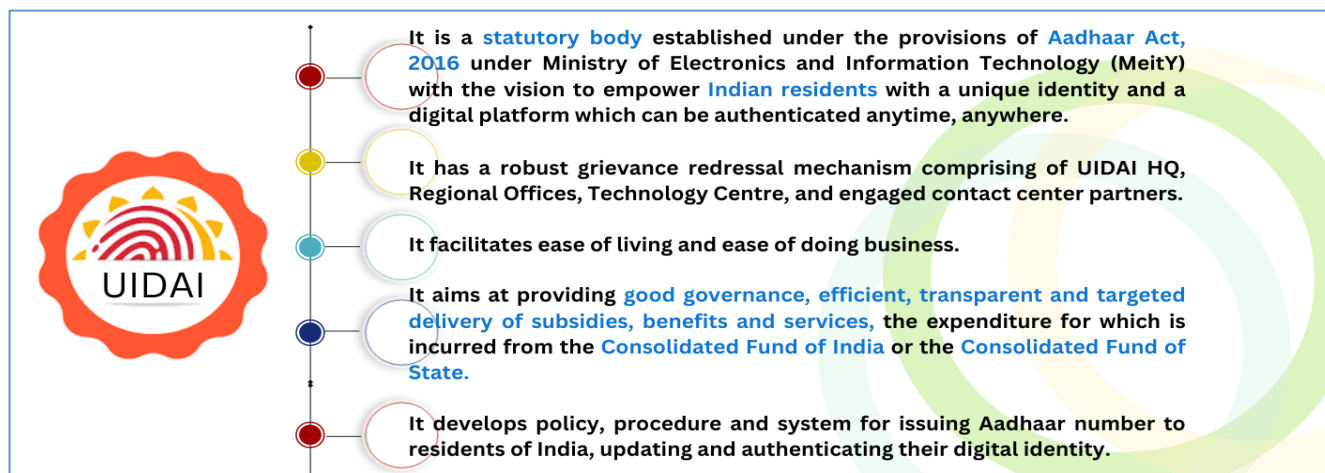 It is a statutory body established under the provisions of Aadhaar Act,
2016 under Ministry of Electronics and Information Technology (MeitY)
with the vision to empower Indian residents with a unique identity and a
digital platform which can be authenticated anytime, anywhere.
It has a robust grievance redressal mechanism comprising of UIDAI HQ,
Regional Offices, Technology Centre, and engaged contact center partners.
UIDAI
It facilitates ease of living and ease of doing business.
It aims at providing good governance, efficient, transparent and targeted
delivery of subsidies, benefits and services, the expenditure for which is
incurred from the Consolidated Fund of India or the Consolidated Fund of
State.
It develops policy, procedure and system for issuing Aadhaar number to
residents of India, updating and authenticating their digital identity.